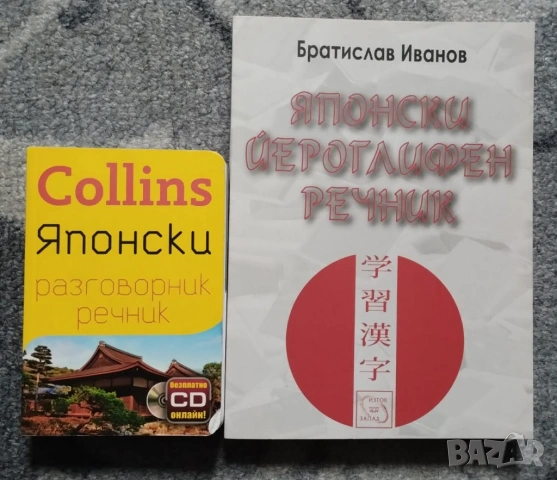 Collins
Японски
разговорник
речник
безплатно
CD
онлайн!
Братислав Иванов
ЯПОНСКИ
ЙЕРОГЛИФЕН
РЕЧНИК
学習漢字
ИЗТОК
ЗАПАД
BAZAR